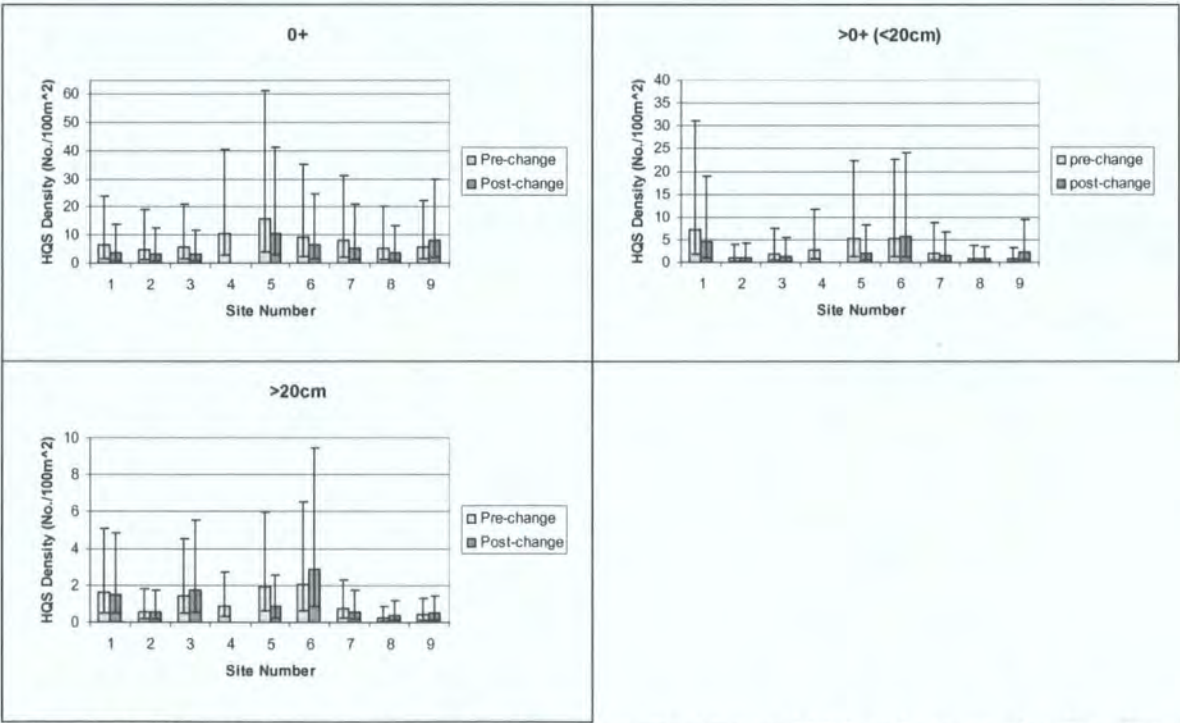 0+
HQS Density (No./100m^2)
60
50
40
30
20
10
0
1 2 3 4 5 6 7 8 9
Site Number
Pre-change
Post-change
>0+ (<20cm)
HQS Density (No./100m^2)
40
35
30
25
20
15
10
5
0
1 2 3 4 5 6 7 8 9
Site Number
pre-change
post-change
>20cm
HQS Density (No./100m^2)
10
8
6
4
2
0
1 2 3 4 5 6 7 8 9
Site Number
Pre-change
Post-change